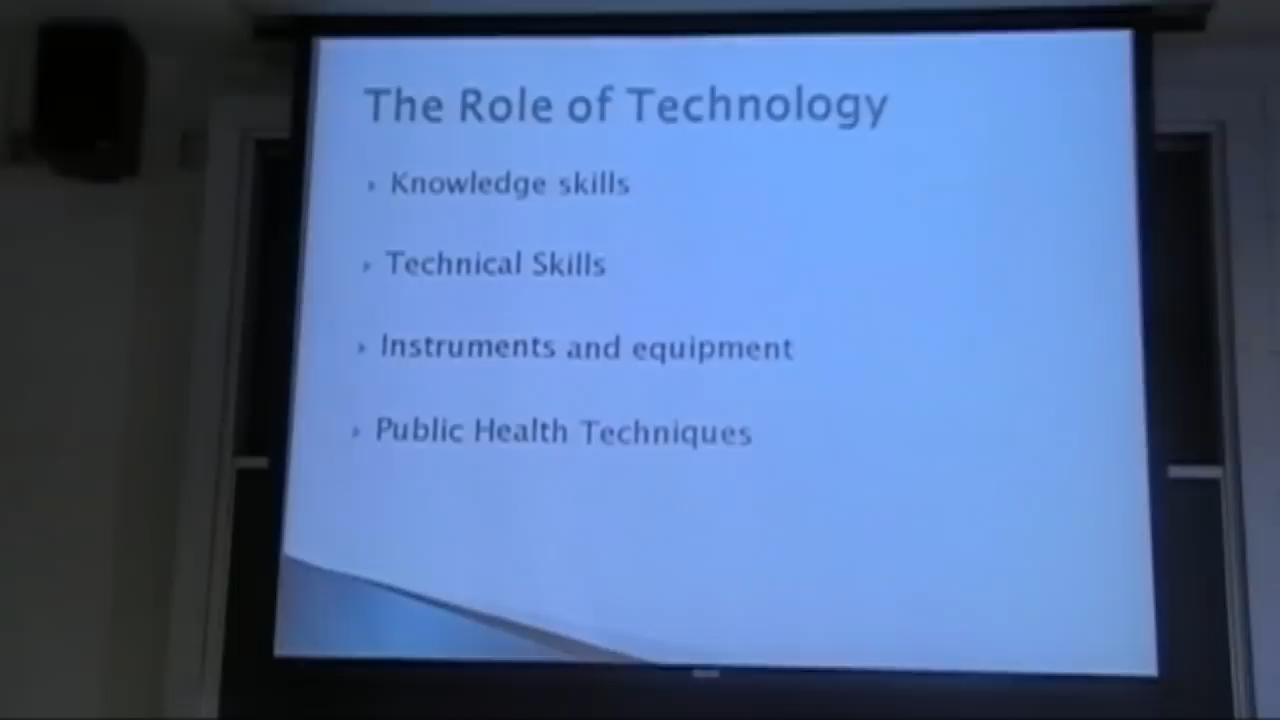 The Role of Technology
Knowledge skills
Technical Skills
Instruments and equipment
Public Health Techniques